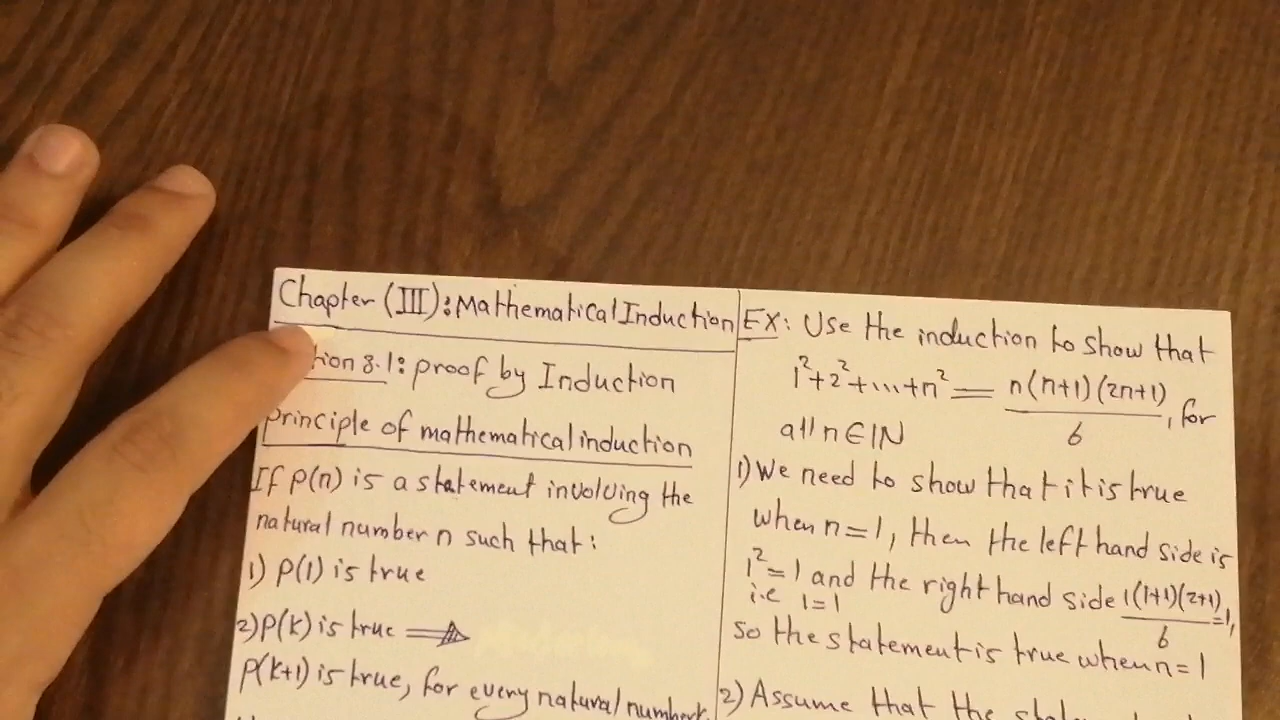 Chapter (III): Mathematical Induction
tion 3.1: proof by Induction
principle of mathematical induction
If P(n) is a statement involving the
natural number n such that:
1) P(1) is true
2) P(k) is true ⇒
P(k+1) is true, for every natural number k,
EX: Use the induction to show that
1²+2²+...+n² = n(n+1)(2n+1)/6, for
all n∈ℕ
1) We need to show that it is true
when n=1, then the left hand side is
1²=1 and the right hand side 1(1+1)(2+1)/6=1,
i.e 1=1
so the statement is true when n=1
2) Assume that the